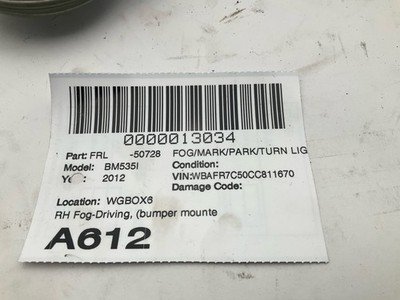 0000013034
Part: FRL -50728 FOG/MARK/PARK/TURN LIG
Model: BM535I Condition:
2012 VIN:WBAFR7C50CC811670
Damage Code:
Location: WGBOX6
RH Fog-Driving, (bumper mounte
A612